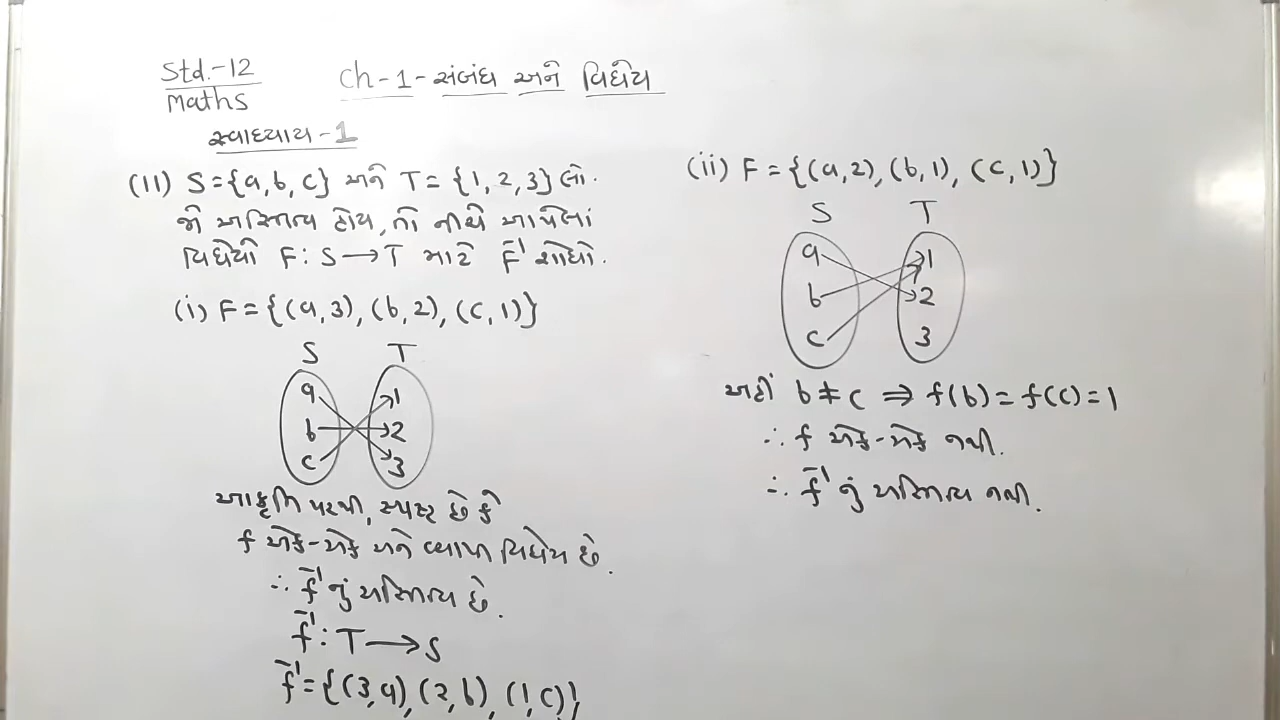 Std.-12
Maths
Ch-1-સંબંધ અને વિધેય
સ્વાધ્યાય-1
(11) S={a,b,c} અને T={1,2,3} લો.
જો અસ્તિત્વ હોય, તો નીચે આપેલાં
વિધેયો F: S→T માટે F⁻¹ શોધો.
(i) F={(a,3),(b,2),(c,1)}
S T
a 1
b 2
c 3
આકૃતિ પરથી, સ્પષ્ટ છે કે
f એક-એક અને વ્યાપ્ત વિધેય છે.
∴ f⁻¹ નું અસ્તિત્વ છે.
f⁻¹: T→S
f⁻¹={(3,a),(2,b),(1,c)}
(ii) F={(a,2),(b,1),(c,1)}
S T
a 1
b 2
c 3
અહીં b≠c ⇒ f(b)=f(c)=1
∴ f એક-એક નથી.
∴ f⁻¹ નું અસ્તિત્વ નથી.